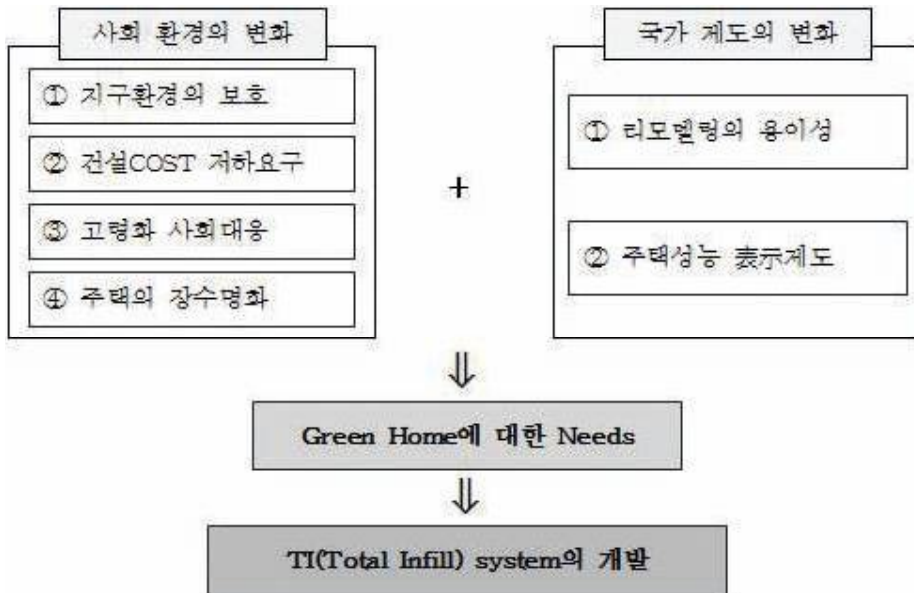 사회 환경의 변화
① 지구환경의 보호
② 건설COST 저하요구
③ 고령화 사회대응
④ 주택의 장수명화
+
국가 제도의 변화
① 리모델링의 용이성
② 주택성능 表示제도
⇓
Green Home에 대한 Needs
⇓
TI(Total Infill) system의 개발